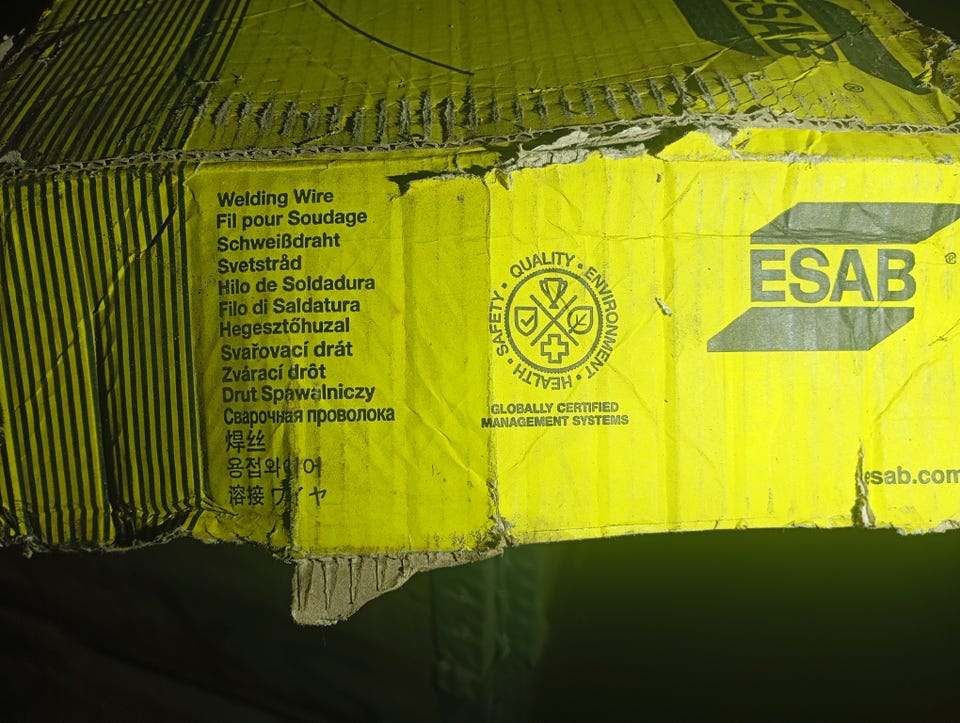 ESAB
®
Welding Wire
Fil pour Soudage
Schweißdraht
Svetstråd
Hilo de Soldadura
Filo di Saldatura
Hegesztőhuzal
Svařovací drát
Zvárací drôt
Drut Spawalniczy
Сварочная проволока
焊丝
용접와이어
溶接ワイヤ
SAFETY • QUALITY • ENVIRONMENT • HEALTH •
GLOBALLY CERTIFIED
MANAGEMENT SYSTEMS
ESAB
®
esab.com